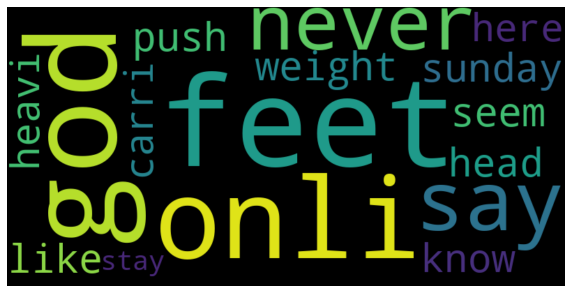 never
here
push
god
weight
sunday
heavi
carri
feet
seem
head
onli
say
like
stay
know